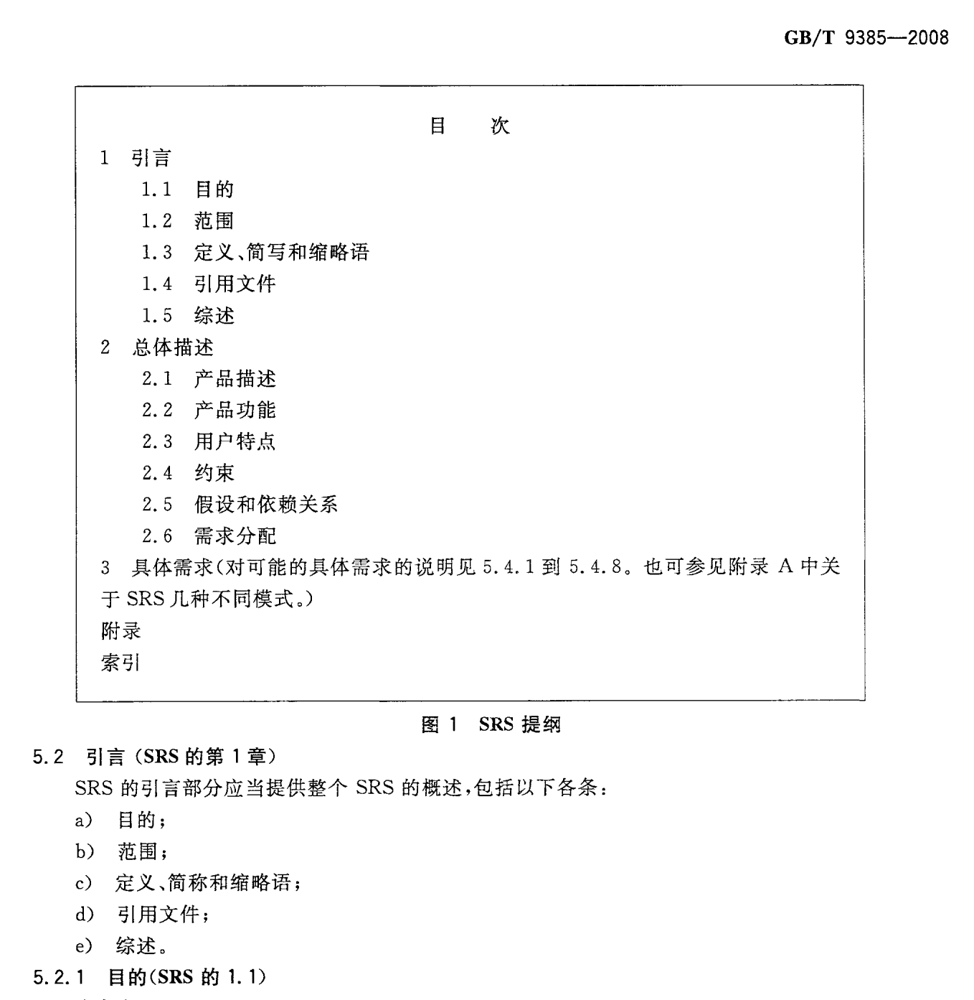 GB/T 9385—2008
目 次
1 引言
1.1 目的
1.2 范围
1.3 定义、简写和缩略语
1.4 引用文件
1.5 综述
2 总体描述
2.1 产品描述
2.2 产品功能
2.3 用户特点
2.4 约束
2.5 假设和依赖关系
2.6 需求分配
3 具体需求(对可能的具体需求的说明见 5.4.1 到 5.4.8。也可参见附录 A 中关
于 SRS 几种不同模式。)
附录
索引
图 1 SRS 提纲
5.2 引言(SRS 的第 1 章)
SRS 的引言部分应当提供整个 SRS 的概述,包括以下各条:
a) 目的;
b) 范围;
c) 定义、简称和缩略语;
d) 引用文件;
e) 综述。
5.2.1 目的(SRS 的 1.1)